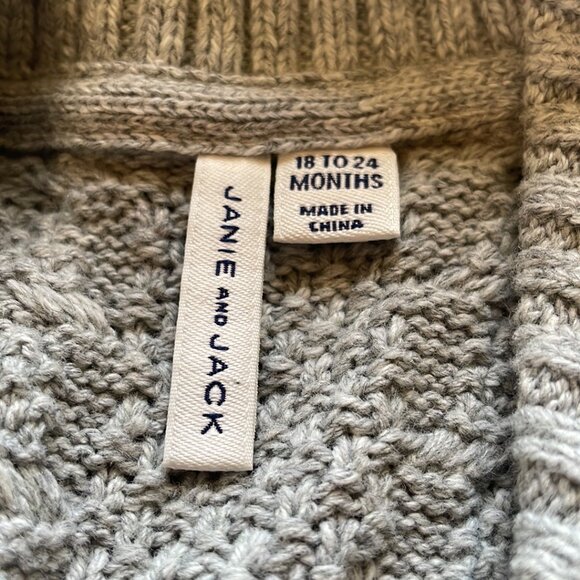 JANIE AND JACK
18 TO 24
MONTHS
MADE IN
CHINA